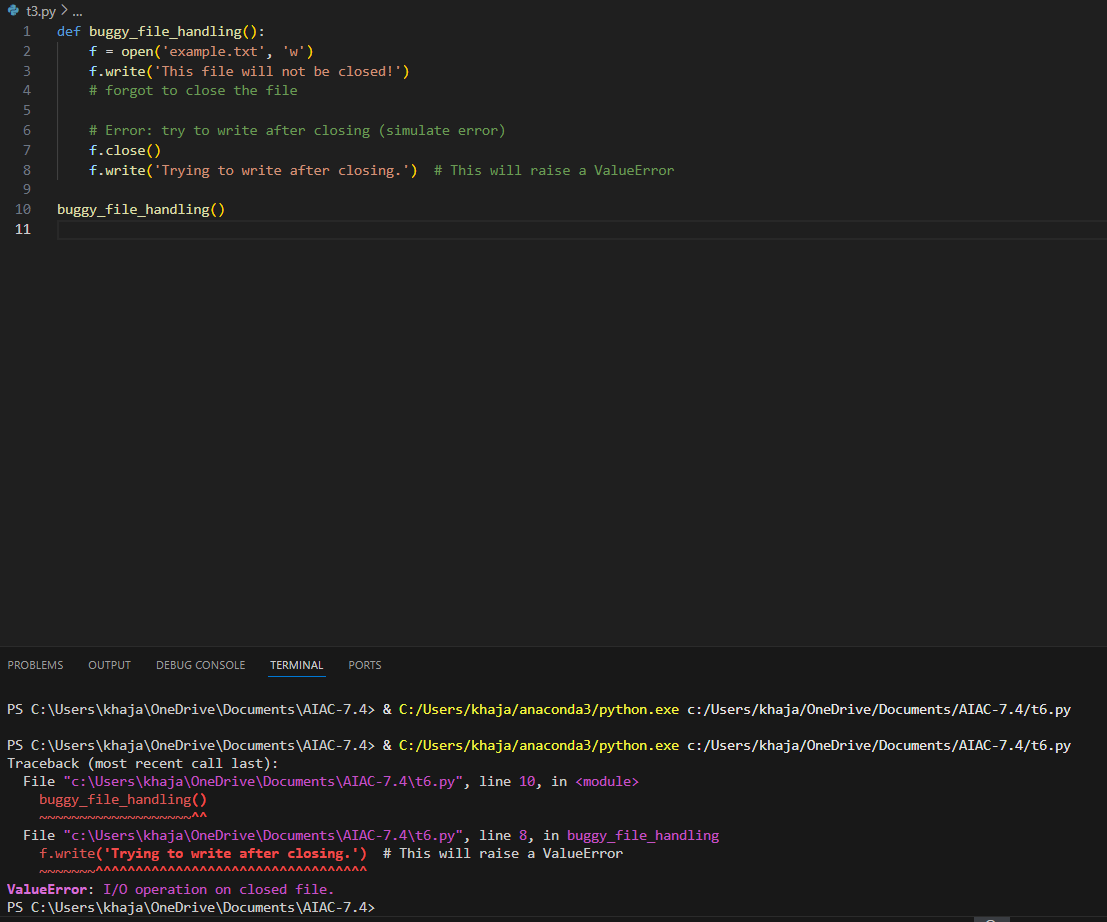 t3.py > ...
1 def buggy_file_handling():
2     f = open('example.txt', 'w')
3     f.write('This file will not be closed!')
4     # forgot to close the file
5
6     # Error: try to write after closing (simulate error)
7     f.close()
8     f.write('Trying to write after closing.')  # This will raise a ValueError
9
10 buggy_file_handling()
11
PROBLEMS OUTPUT DEBUG CONSOLE TERMINAL PORTS
PS C:\Users\khaja\OneDrive\Documents\AIAC-7.4> & C:/Users/khaja/anaconda3/python.exe c:/Users/khaja/OneDrive/Documents/AIAC-7.4/t6.py
PS C:\Users\khaja\OneDrive\Documents\AIAC-7.4> & C:/Users/khaja/anaconda3/python.exe c:/Users/khaja/OneDrive/Documents/AIAC-7.4/t6.py
Traceback (most recent call last):
  File "c:\Users\khaja\OneDrive\Documents\AIAC-7.4\t6.py", line 10, in <module>
    buggy_file_handling()
    ~~~~~~~~~~~~~~~~~~~^^
  File "c:\Users\khaja\OneDrive\Documents\AIAC-7.4\t6.py", line 8, in buggy_file_handling
    f.write('Trying to write after closing.')  # This will raise a ValueError
    ~~~~~~~^^^^^^^^^^^^^^^^^^^^^^^^^^^^^^^^^^
ValueError: I/O operation on closed file.
PS C:\Users\khaja\OneDrive\Documents\AIAC-7.4>